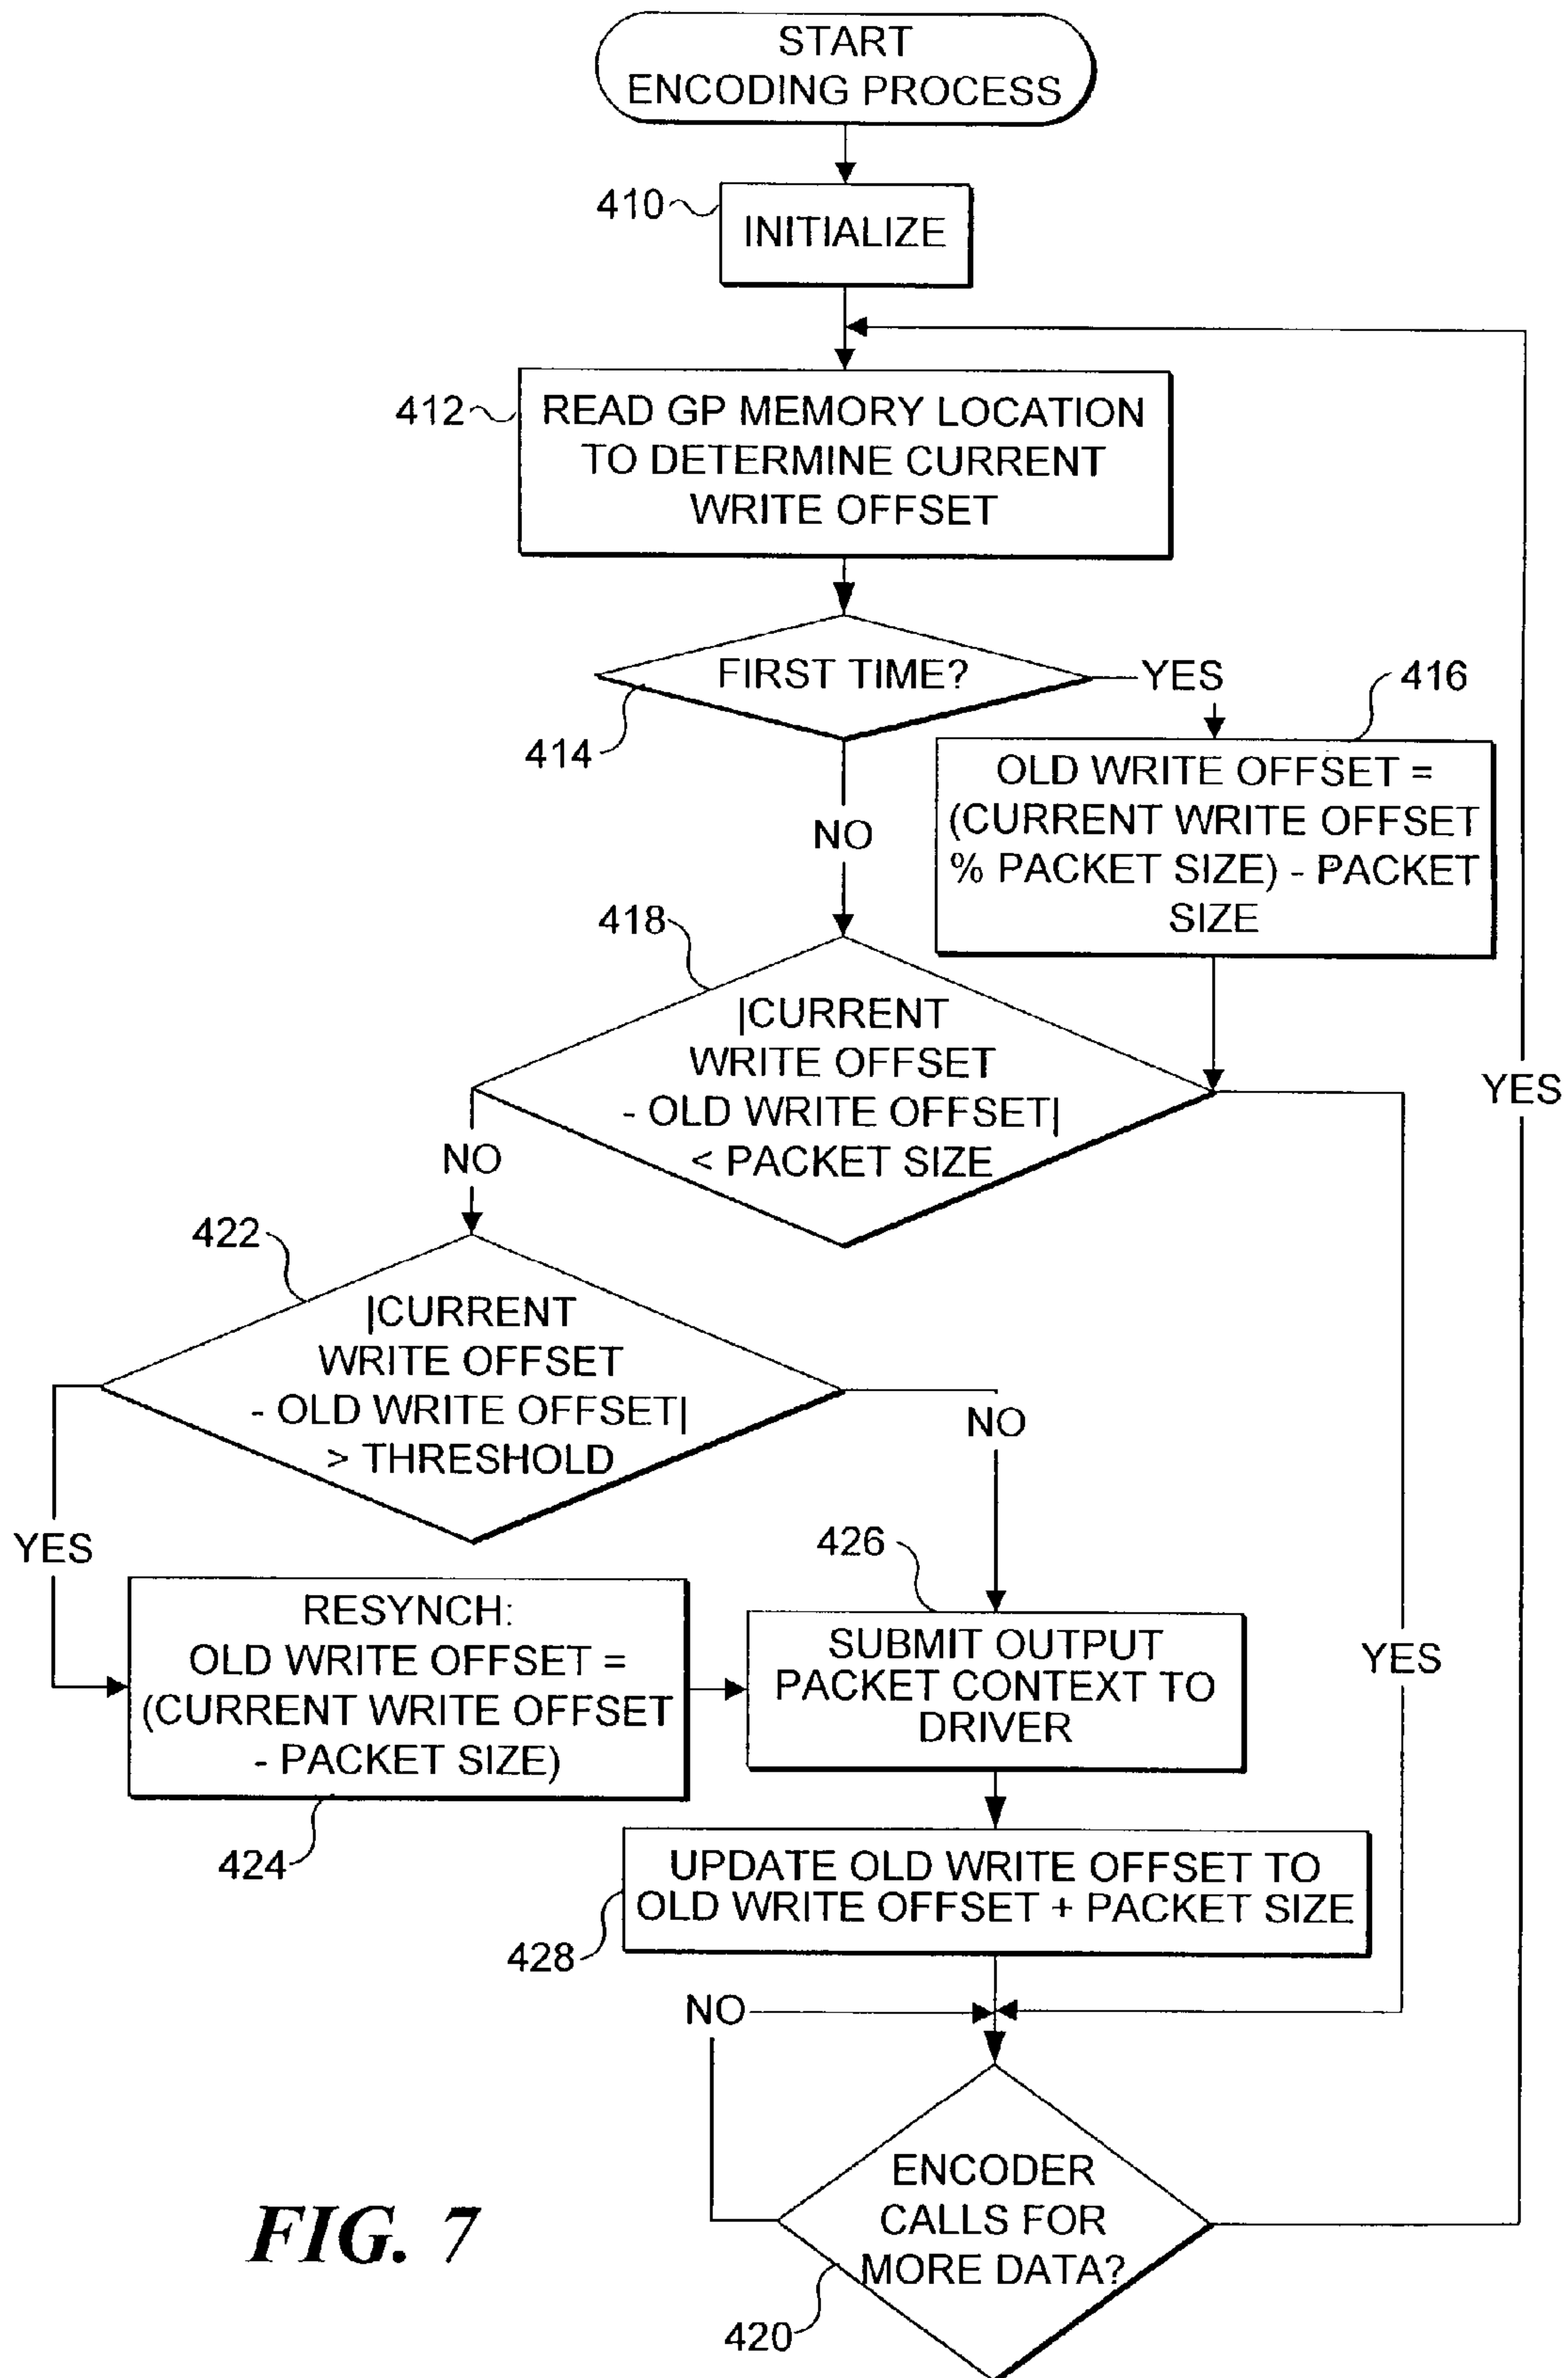 START
ENCODING PROCESS
410
INITIALIZE
412
READ GP MEMORY LOCATION
TO DETERMINE CURRENT
WRITE OFFSET
FIRST TIME?
YES
416
414
OLD WRITE OFFSET =
(CURRENT WRITE OFFSET
% PACKET SIZE) - PACKET
SIZE
NO
418
|CURRENT
WRITE OFFSET
- OLD WRITE OFFSET|
< PACKET SIZE
YES
NO
422
|CURRENT
WRITE OFFSET
- OLD WRITE OFFSET|
> THRESHOLD
NO
YES
426
RESYNCH:
OLD WRITE OFFSET =
(CURRENT WRITE OFFSET
- PACKET SIZE)
SUBMIT OUTPUT
PACKET CONTEXT TO
DRIVER
YES
424
UPDATE OLD WRITE OFFSET TO
OLD WRITE OFFSET + PACKET SIZE
428
NO
ENCODER
CALLS FOR
MORE DATA?
420
FIG. 7